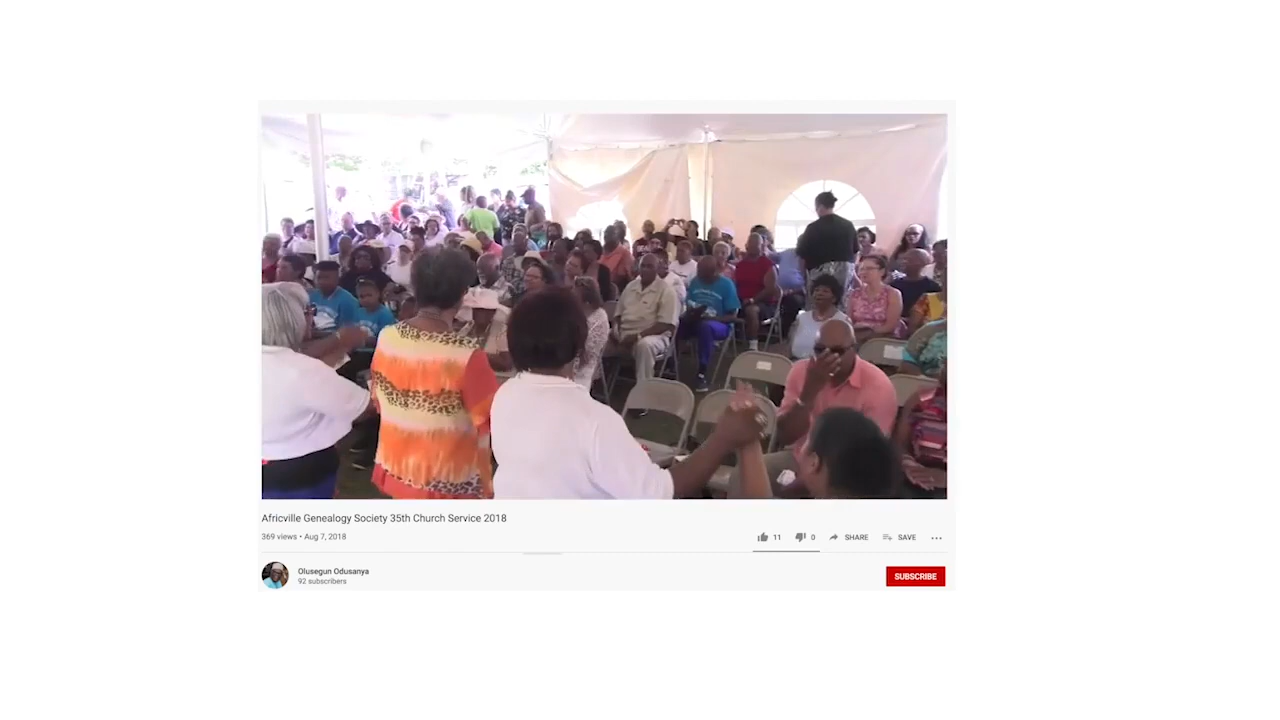 Africville Genealogy Society 35th Church Service 2018
369 views • Aug 7, 2018
11
0
SHARE
SAVE
Olusegun Odusanya
92 subscribers
SUBSCRIBE